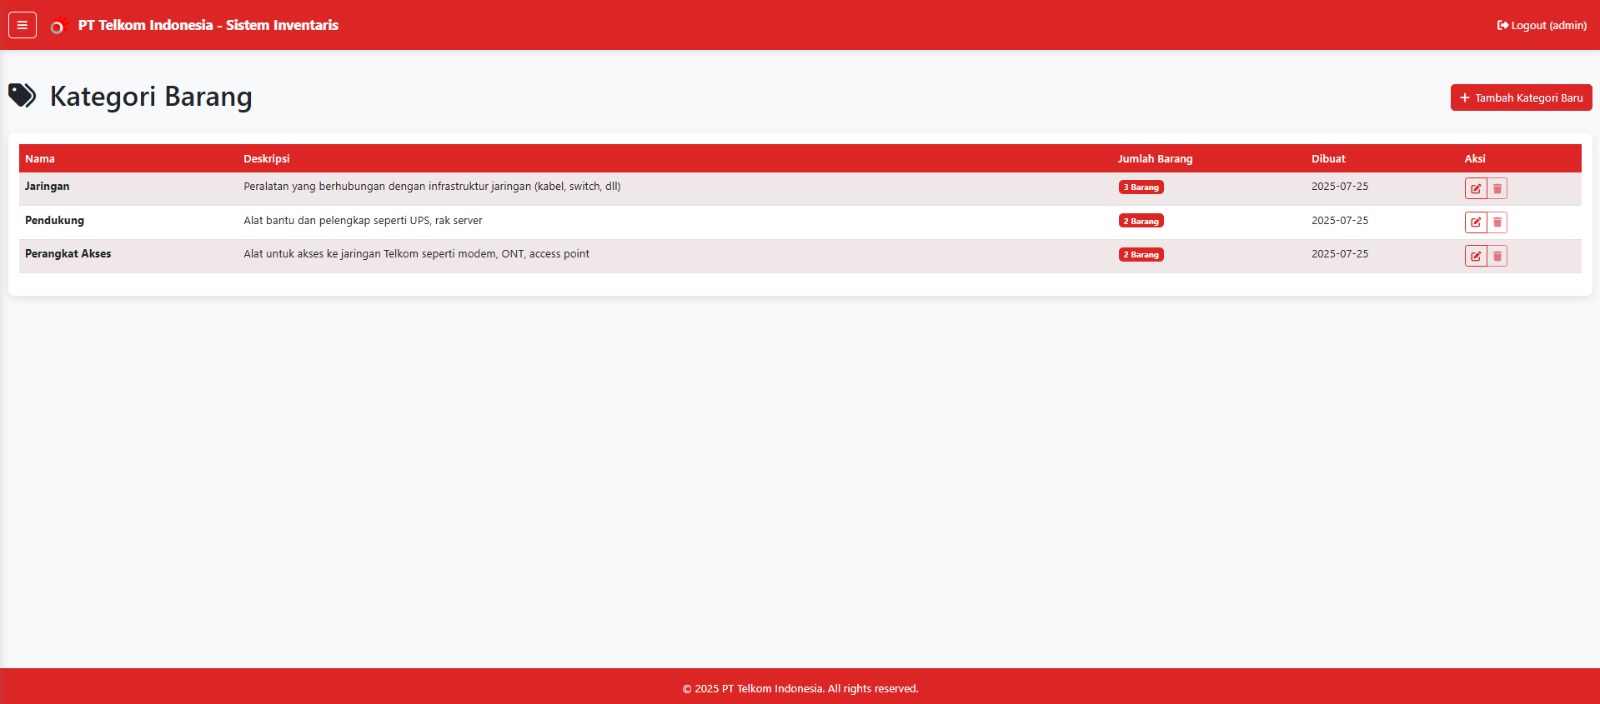 PT Telkom Indonesia - Sistem Inventaris
Logout (admin)
Kategori Barang
+ Tambah Kategori Baru
Nama Deskripsi Jumlah Barang Dibuat Aksi
Jaringan Peralatan yang berhubungan dengan infrastruktur jaringan (kabel, switch, dll) 3 Barang 2025-07-25
Pendukung Alat bantu dan pelengkap seperti UPS, rak server 2 Barang 2025-07-25
Perangkat Akses Alat untuk akses ke jaringan Telkom seperti modem, ONT, access point 2 Barang 2025-07-25
© 2025 PT Telkom Indonesia. All rights reserved.